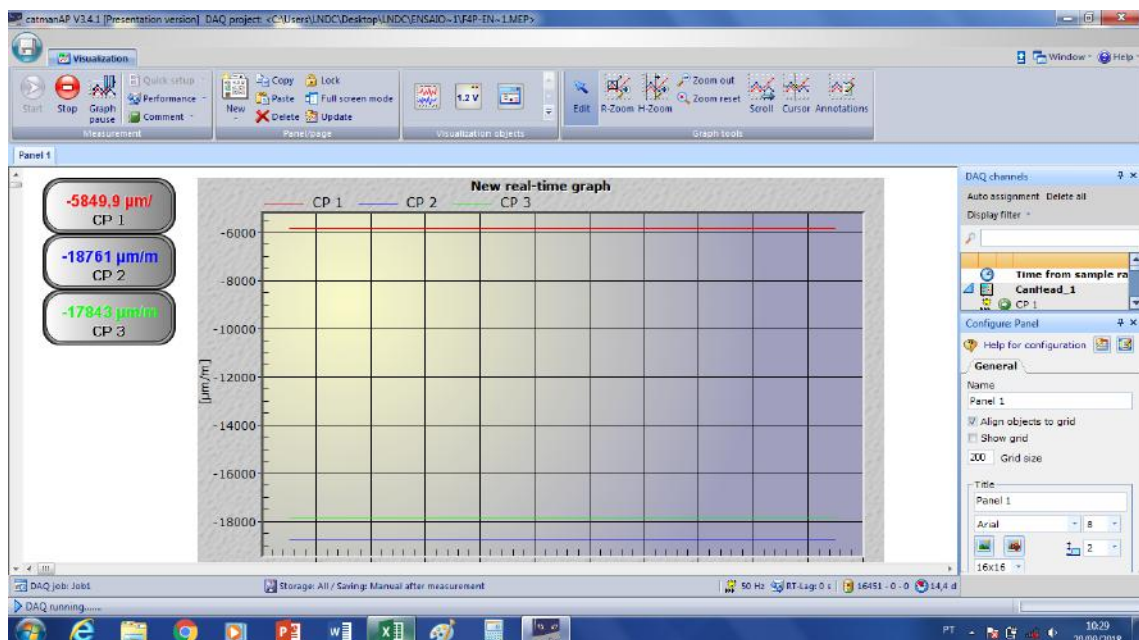 catmanAP V3.4.1 [Presentation version] DAQ project: <C:\Users\LNDC\Desktop\LNDC\ENSAIO~1\F4P-EN~1.MEP>
Visualization
Window
Help
Start
Stop
Graph pause
Quick setup
Performance
Comment
Measurement
New
Copy
Paste
Delete
Lock
Full screen mode
Update
Panel/page
1.2 V
Visualization objects
Edit
R-Zoom
H-Zoom
Zoom out
Zoom reset
Scroll
Cursor
Annotations
Graph tools
Panel 1
-5849,9 µm/
CP 1
-18761 µm/m
CP 2
-17843 µm/m
CP 3
New real-time graph
CP 1 CP 2 CP 3
[µm/m]
-6000
-8000
-10000
-12000
-14000
-16000
-18000
DAQ channels
Auto assignment Delete all
Display filter
Time from sample ra
CanHead_1
CP 1
Configure: Panel
Help for configuration
General
Name
Panel 1
Align objects to grid
Show grid
200 Grid size
Title
Panel 1
Arial 8
2
16x16
DAQ job: Job1
Storage: All / Saving: Manual after measurement
50 Hz
RT-Lag: 0 s
16451 - 0 - 0
14,4 d
DAQ running......
PT
10:29